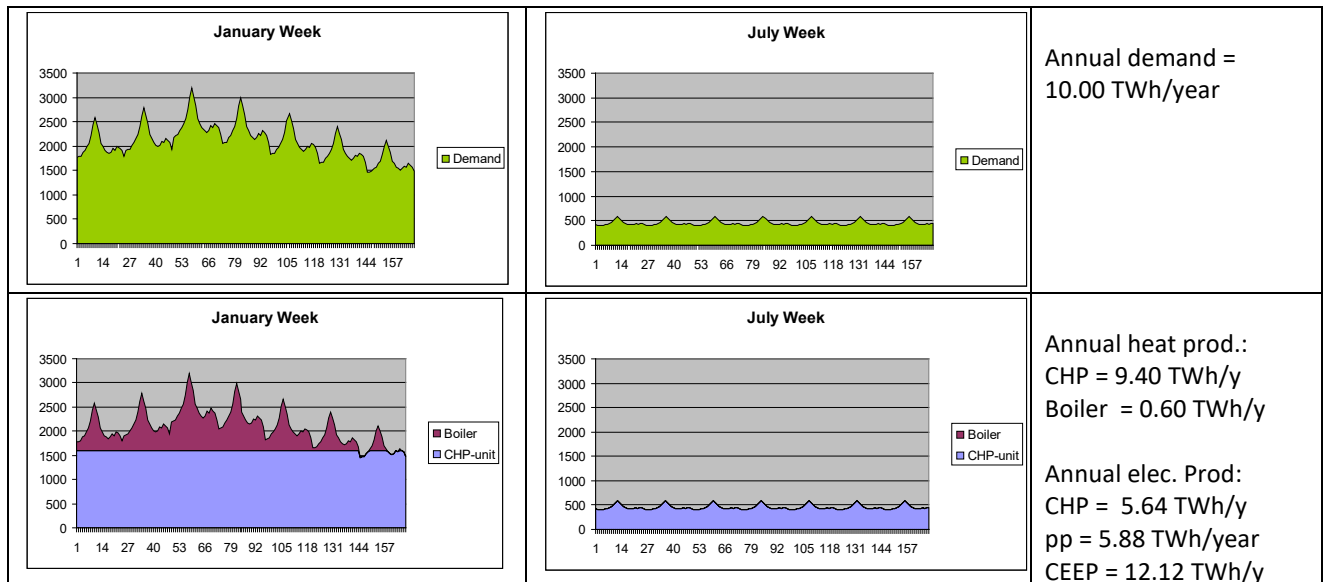 January Week
3500
3000
2500
2000
1500
1000
500
0
1 14 27 40 53 66 79 92 105 118 131 144 157
Demand
July Week
3500
3000
2500
2000
1500
1000
500
0
1 14 27 40 53 66 79 92 105 118 131 144 157
Demand
Annual demand =
10.00 TWh/year
January Week
3500
3000
2500
2000
1500
1000
500
0
1 14 27 40 53 66 79 92 105 118 131 144 157
Boiler
CHP-unit
July Week
3500
3000
2500
2000
1500
1000
500
0
1 14 27 40 53 66 79 92 105 118 131 144 157
Boiler
CHP-unit
Annual heat prod.:
CHP = 9.40 TWh/y
Boiler = 0.60 TWh/y
Annual elec. Prod:
CHP = 5.64 TWh/y
pp = 5.88 TWh/year
CEEP = 12.12 TWh/y